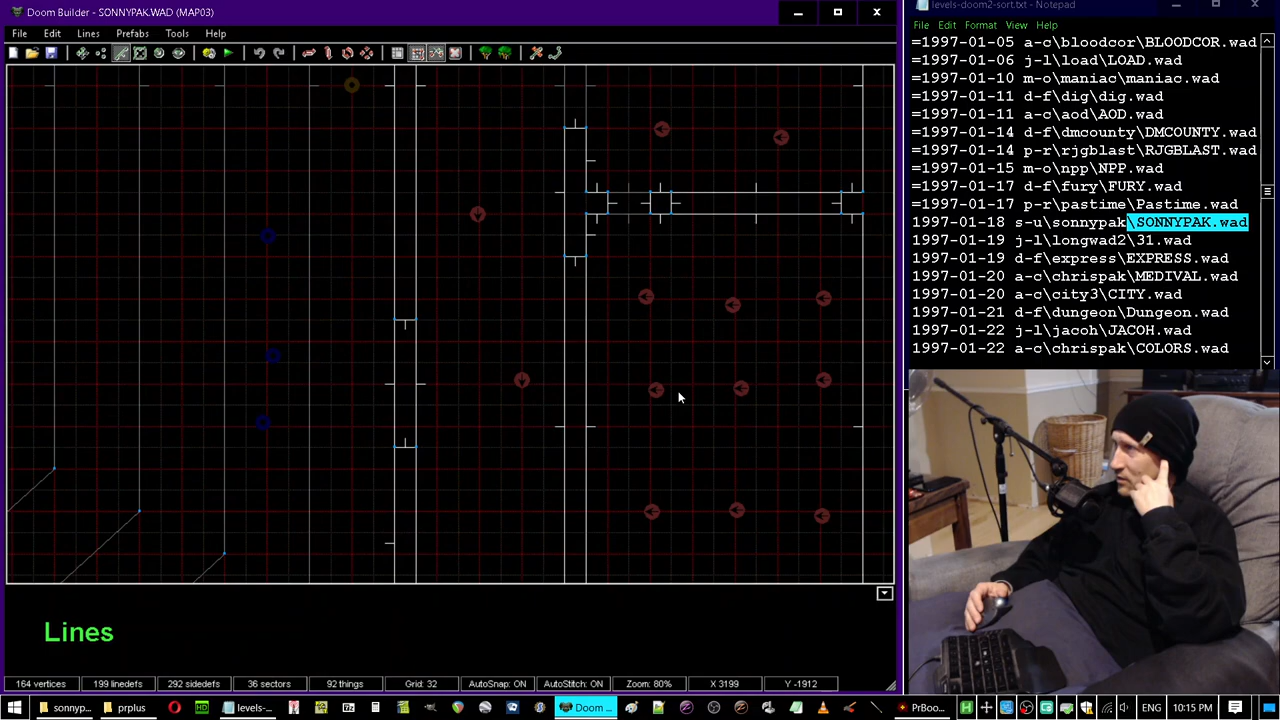 Doom Builder - SONNYPAK.WAD (MAP03)
File Edit Lines Prefabs Tools Help
Lines
164 vertices 199 linedefs 292 sidedefs 36 sectors 92 things Grid: 32 AutoSnap: ON AutoStitch: ON Zoom: 80% X 3199 Y -1912
levels-doom2-sort.txt - Notepad
File Edit Format View Help
=1997-01-05 a-c\bloodcor\BLOODCOR.wad
=1997-01-06 j-l\load\LOAD.wad
=1997-01-10 m-o\maniac\maniac.wad
=1997-01-11 d-f\dig\dig.wad
=1997-01-11 a-c\aod\AOD.wad
=1997-01-14 d-f\dmcounty\DMCOUNTY.wad
=1997-01-14 p-r\rjgblast\RJGBLAST.wad
=1997-01-15 m-o\npp\NPP.wad
=1997-01-17 d-f\fury\FURY.wad
=1997-01-17 p-r\pastime\Pastime.wad
1997-01-18 s-u\sonnypak\SONNYPAK.wad
1997-01-19 j-l\longwad2\31.wad
1997-01-19 d-f\express\EXPRESS.wad
1997-01-20 a-c\chrispak\MEDIVAL.wad
1997-01-20 a-c\city3\CITY.wad
1997-01-21 d-f\dungeon\Dungeon.wad
1997-01-22 j-l\jacoh\JACOH.wad
1997-01-22 a-c\chrispak\COLORS.wad
sonnyp... prplus levels-... Doom ... PrBoo... ENG 10:15 PM